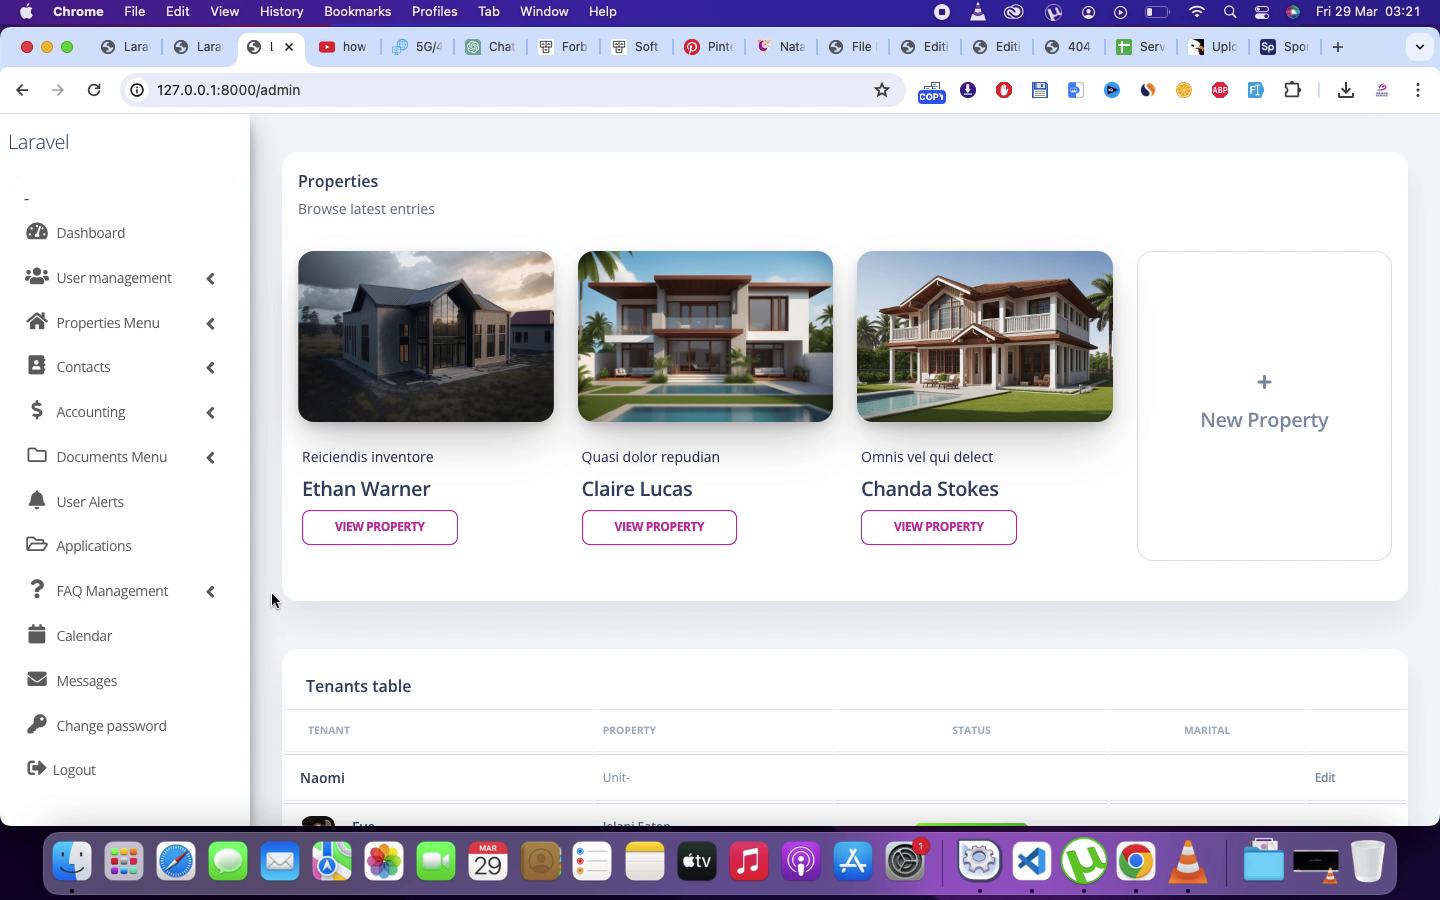 Chrome File Edit View History Bookmarks Profiles Tab Window Help Fri 29 Mar 03:21
Lara Lara L how 5G/4 Chat Forb Soft Pint Nata File Editi Editi 404 Serv Uplo Spor
127.0.0.1:8000/admin
COPY
ABP
Laravel
-
Dashboard
User management
Properties Menu
Contacts
Accounting
Documents Menu
User Alerts
Applications
FAQ Management
Calendar
Messages
Change password
Logout
Properties
Browse latest entries
Reiciendis inventore
Ethan Warner
VIEW PROPERTY
Quasi dolor repudian
Claire Lucas
VIEW PROPERTY
Omnis vel qui delect
Chanda Stokes
VIEW PROPERTY
+
New Property
Tenants table
TENANT PROPERTY STATUS MARITAL
Naomi Unit- Edit
MAR
29
tv
1